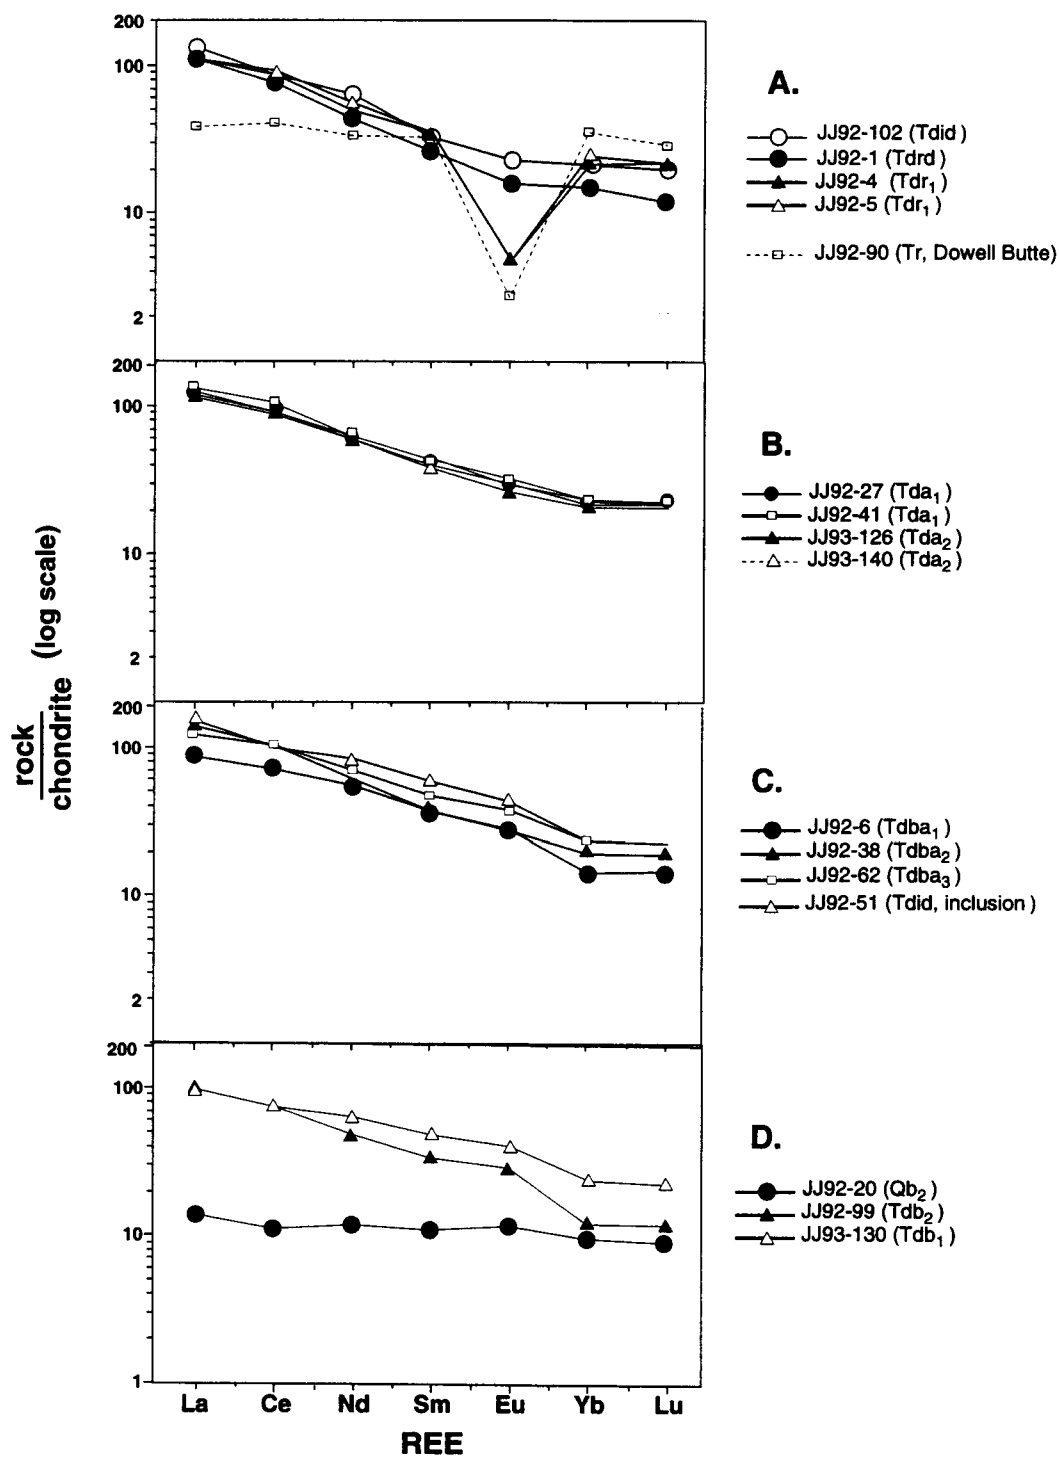 rock
chondrite (log scale)
200
100
10
2
A.
JJ92-102 (Tdid)
JJ92-1 (Tdrd)
JJ92-4 (Tdr1)
JJ92-5 (Tdr1)
JJ92-90 (Tr, Dowell Butte)
200
100
10
2
B.
JJ92-27 (Tda1)
JJ92-41 (Tda1)
JJ93-126 (Tda2)
JJ93-140 (Tda2)
200
100
10
2
C.
JJ92-6 (Tdba1)
JJ92-38 (Tdba2)
JJ92-62 (Tdba3)
JJ92-51 (Tdid, inclusion)
200
100
10
1
D.
JJ92-20 (Qb2)
JJ92-99 (Tdb2)
JJ93-130 (Tdb1)
La Ce Nd Sm Eu Yb Lu
REE